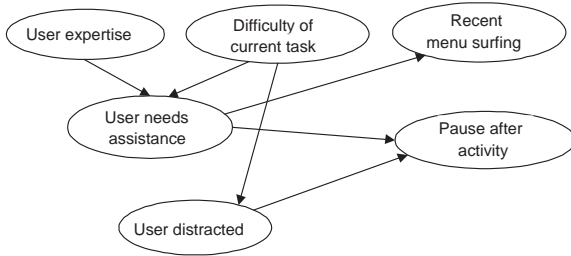 User expertise
Difficulty of
current task
Recent
menu surfing
User needs
assistance
Pause after
activity
User distracted